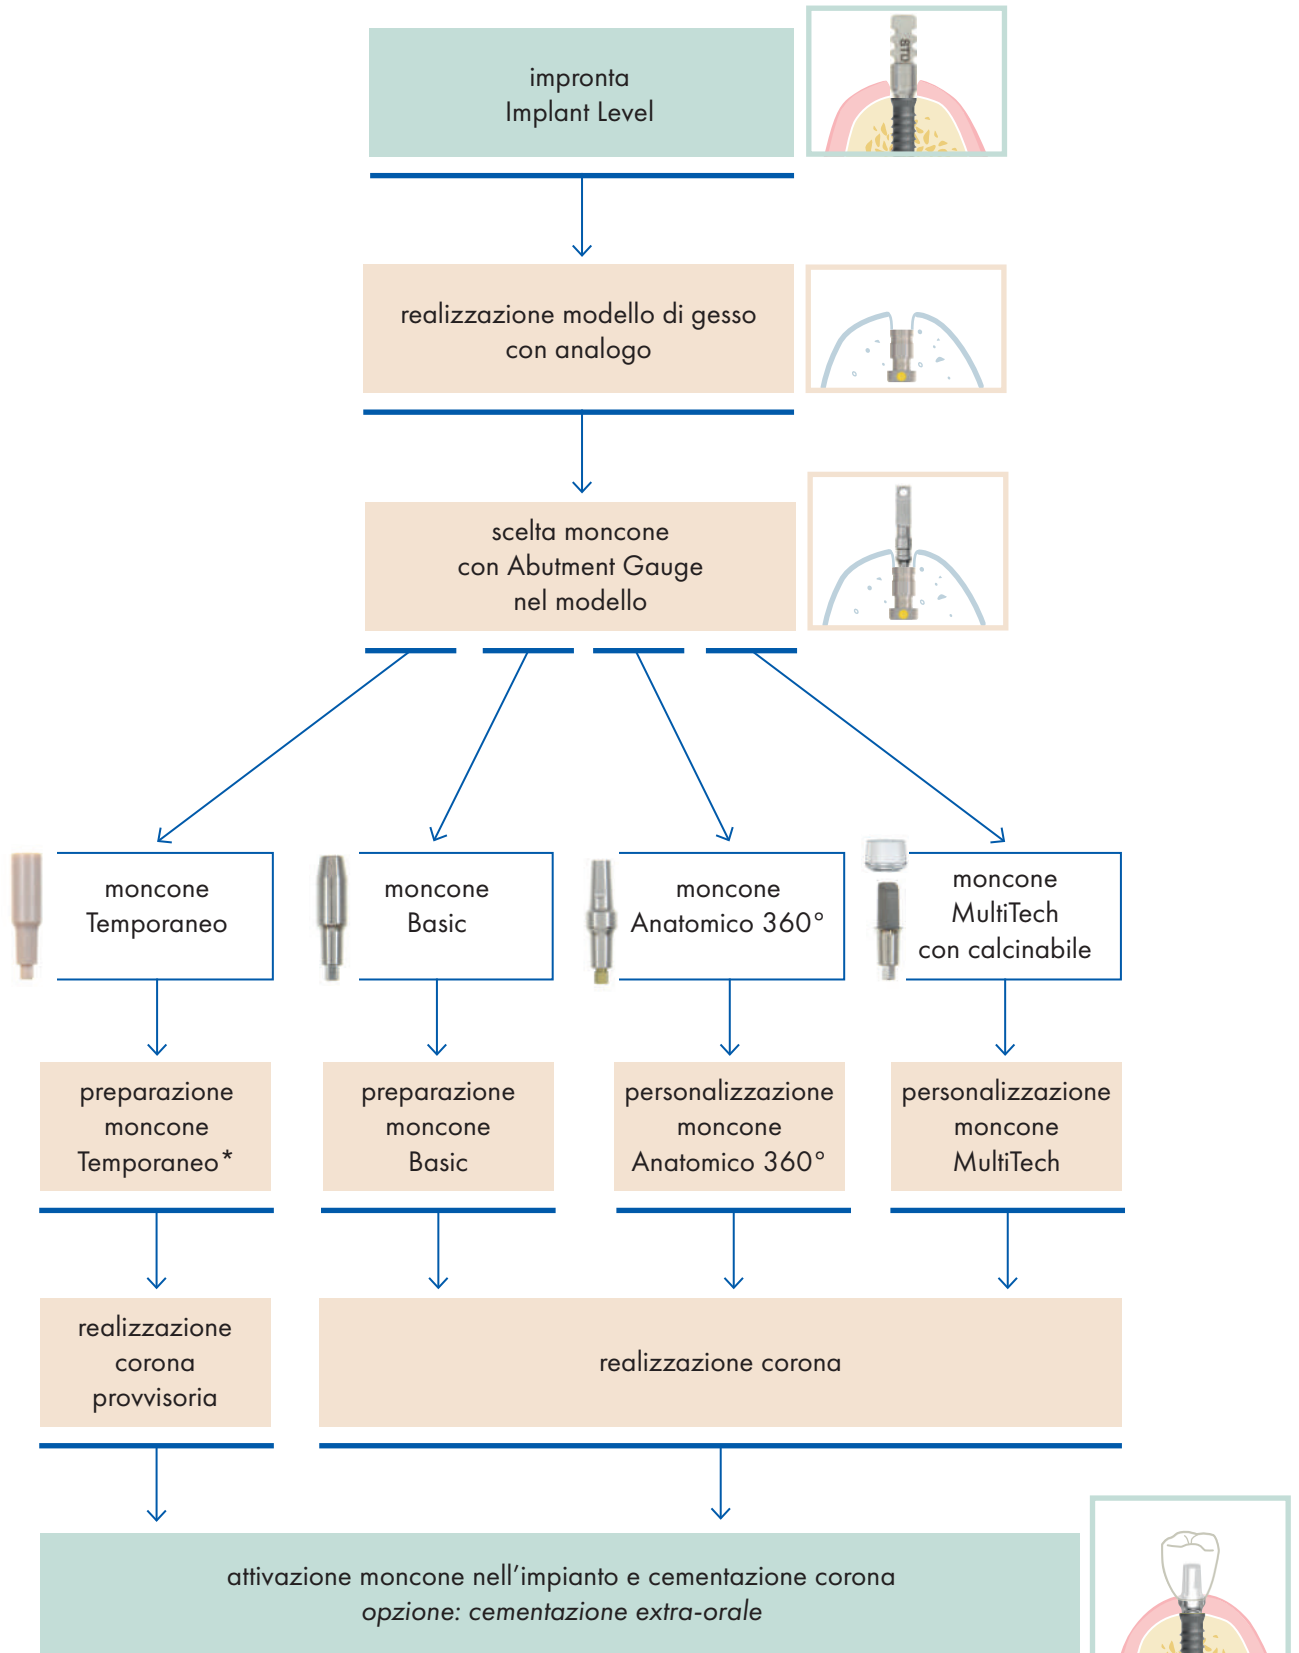 impronta
Implant Level
STD
realizzazione modello di gesso
con analogo
scelta moncone
con Abutment Gauge
nel modello
moncone
Temporaneo
moncone
Basic
moncone
Anatomico 360°
moncone
MultiTech
con calcinabile
preparazione
moncone
Temporaneo*
preparazione
moncone
Basic
personalizzazione
moncone
Anatomico 360°
personalizzazione
moncone
MultiTech
realizzazione
corona
provvisoria
realizzazione corona
attivazione moncone nell’impianto e cementazione corona
opzione: cementazione extra-orale